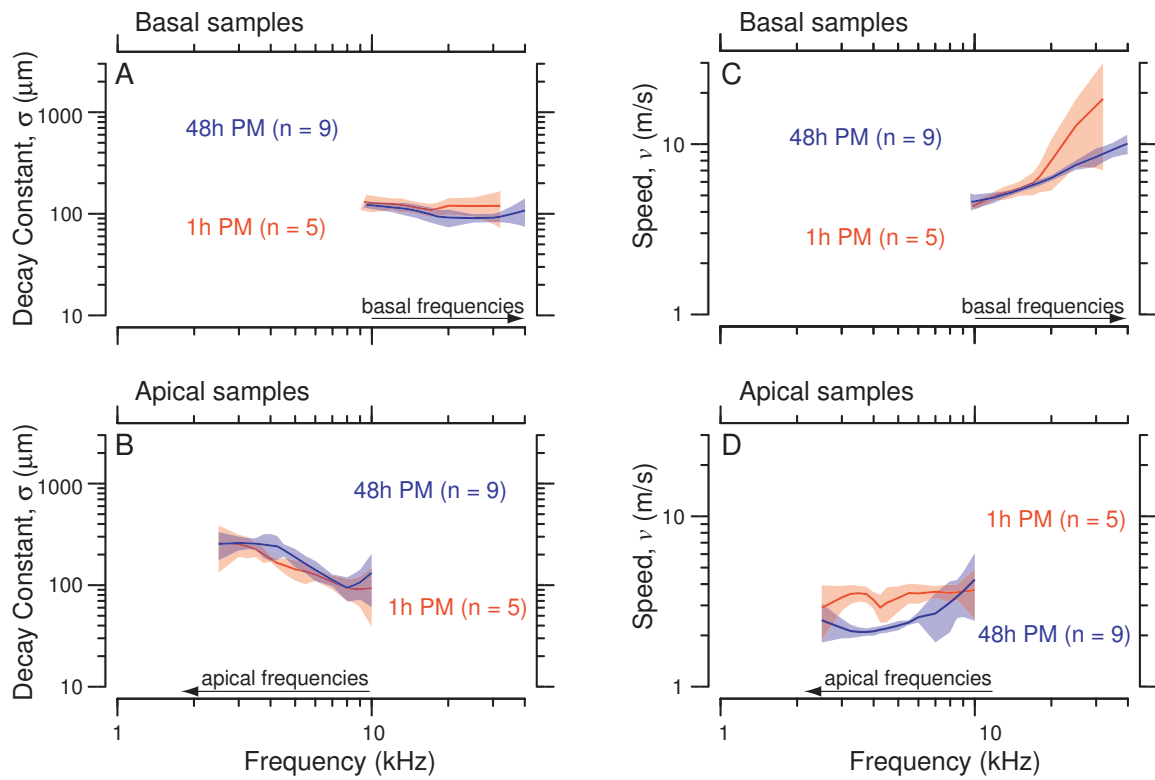 Basal samples
A
Decay Constant, σ (μm)
1000
100
10
48h PM (n = 9)
1h PM (n = 5)
basal frequencies
Basal samples
C
Speed, ν (m/s)
10
1
48h PM (n = 9)
1h PM (n = 5)
basal frequencies
Apical samples
B
Decay Constant, σ (μm)
1000
100
10
48h PM (n = 9)
1h PM (n = 5)
apical frequencies
1
10
Frequency (kHz)
Apical samples
D
Speed, ν (m/s)
10
1
1h PM (n = 5)
48h PM (n = 9)
apical frequencies
1
10
Frequency (kHz)